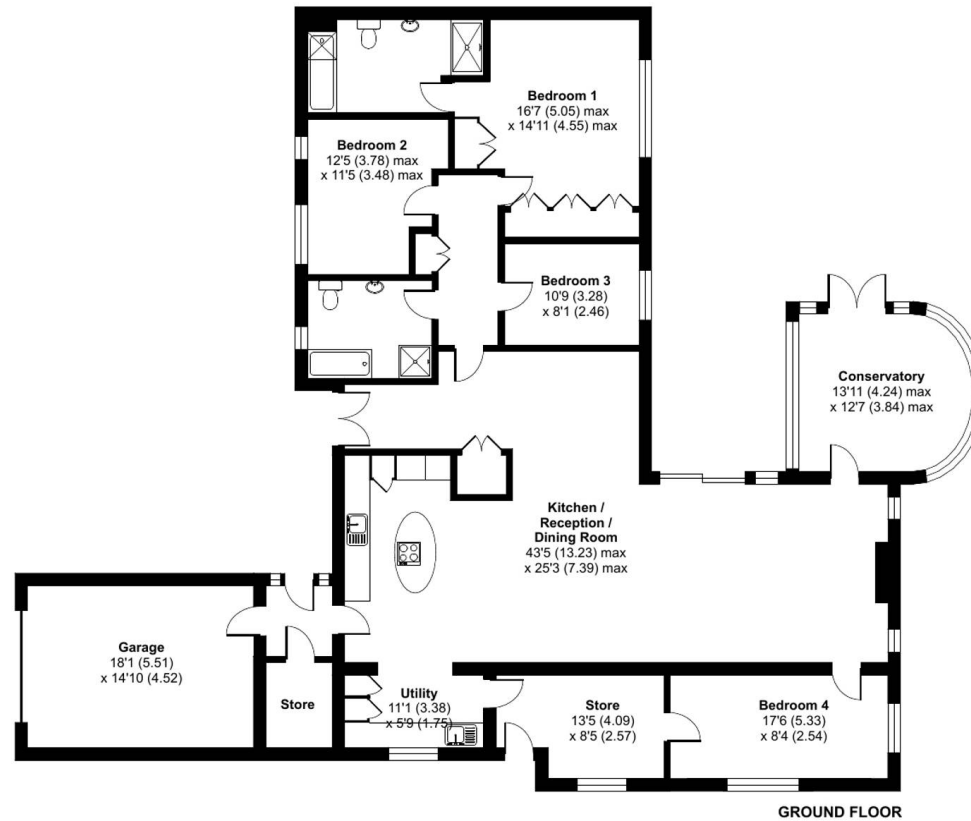 Bedroom 1
16'7 (5.05) max
x 14'11 (4.55) max
Bedroom 2
12'5 (3.78) max
x 11'5 (3.48) max
Bedroom 3
10'9 (3.28)
x 8'1 (2.46)
Conservatory
13'11 (4.24) max
x 12'7 (3.84) max
Kitchen /
Reception /
Dining Room
43'5 (13.23) max
x 25'3 (7.39) max
Garage
18'1 (5.51)
x 14'10 (4.52)
Store
Utility
11'1 (3.38)
x 5'9 (1.75)
Store
13'5 (4.09)
x 8'5 (2.57)
Bedroom 4
17'6 (5.33)
x 8'4 (2.54)
GROUND FLOOR